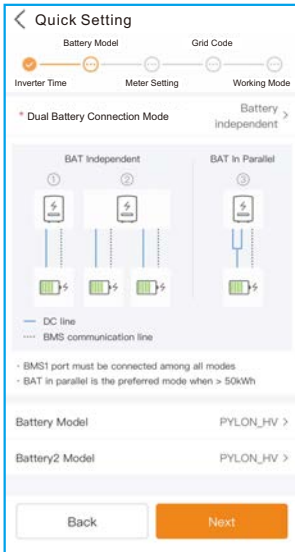 Quick Setting
Battery Model Grid Code
Inverter Time Meter Setting Working Mode
* Dual Battery Connection Mode Battery independent >
BAT Independent BAT In Parallel
① ② ③
DC line
BMS communication line
· BMS1 port must be connected among all modes
· BAT in parallel is the preferred mode when > 50kWh
Battery Model PYLON_HV >
Battery2 Model PYLON_HV >
Back Next